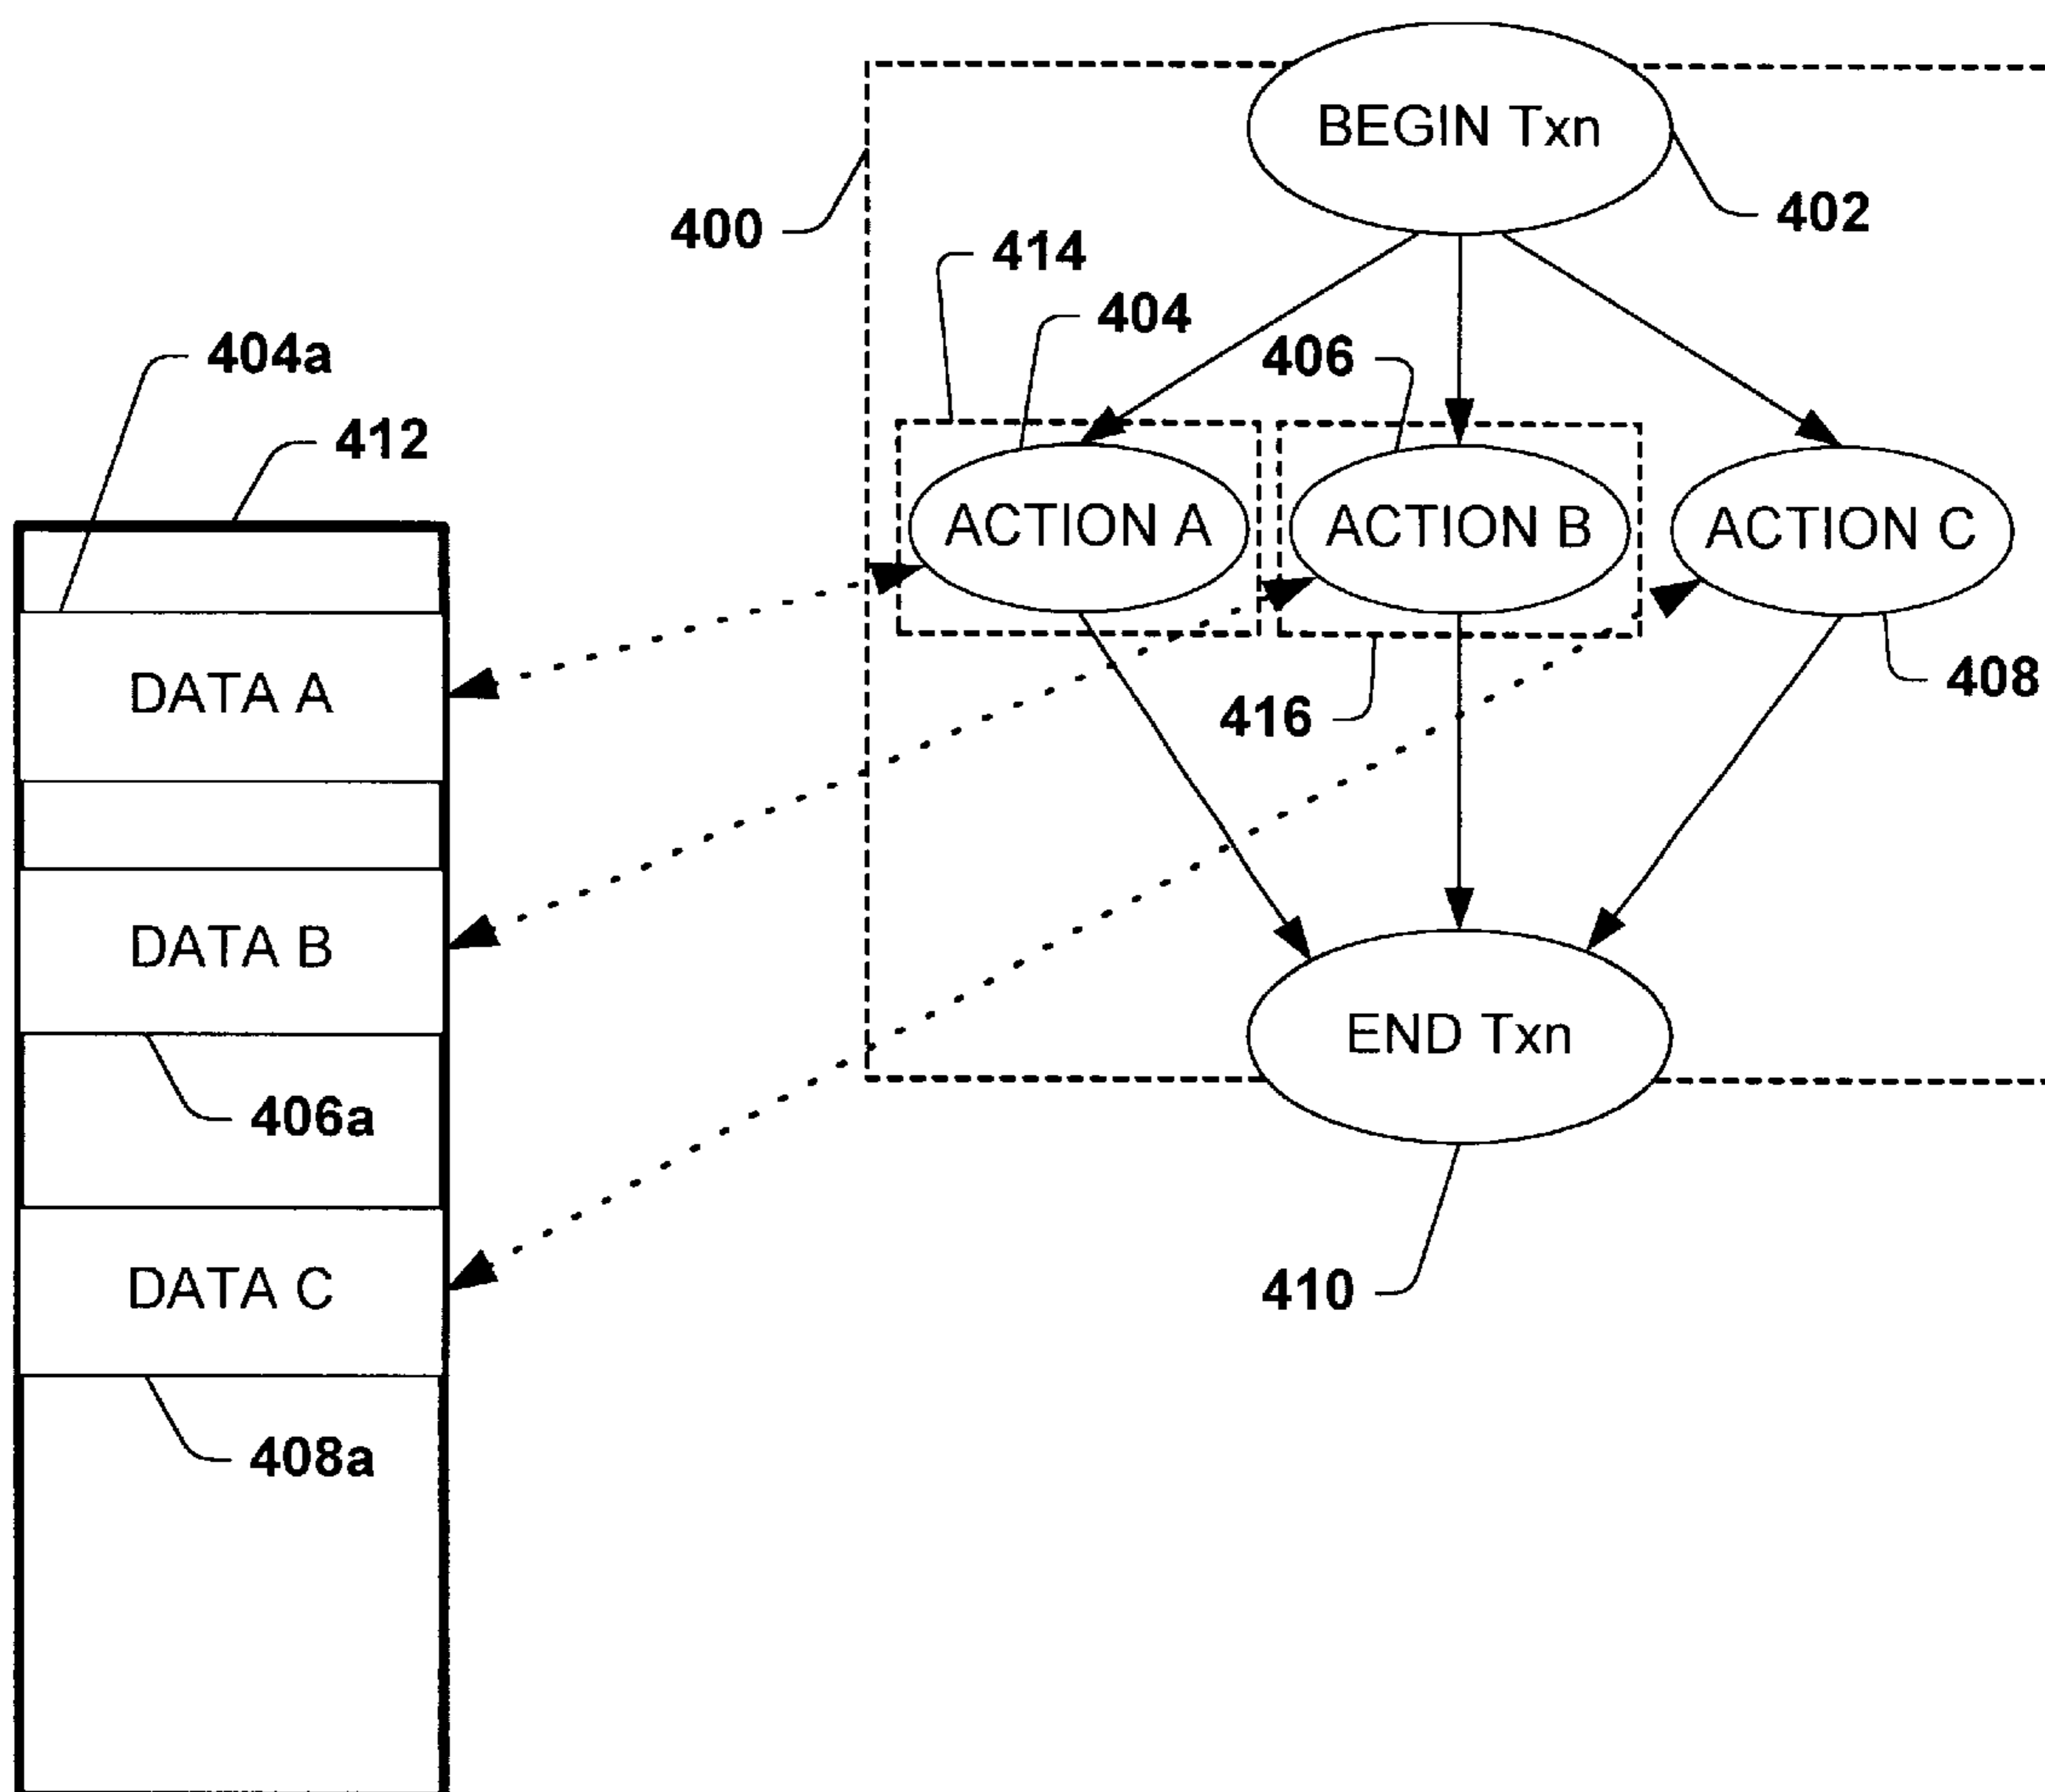 BEGIN Txn
402
400
414
404
406
404a
412
ACTION A
ACTION B
ACTION C
408
416
DATA A
DATA B
406a
END Txn
410
DATA C
408a